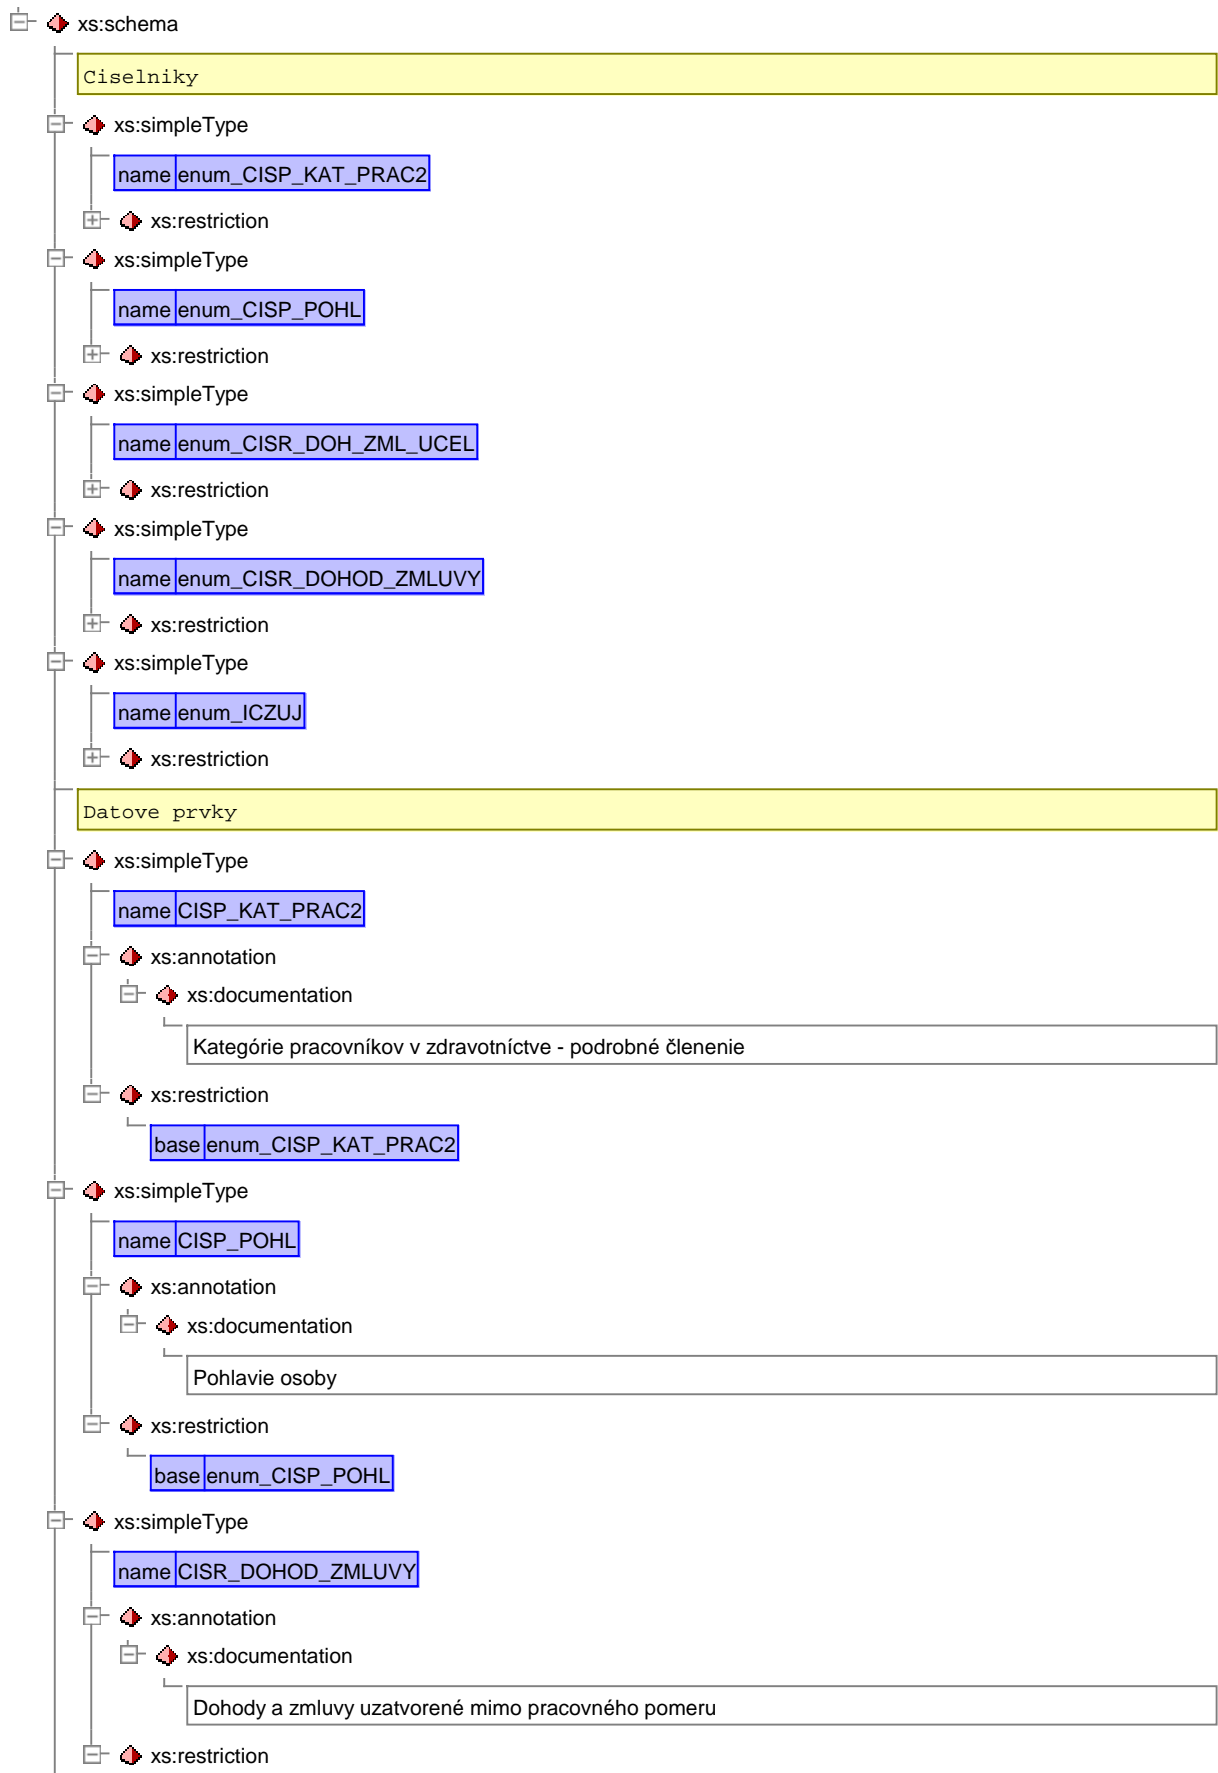 xs:schema
Ciselniky
xs:simpleType
name enum_CISP_KAT_PRAC2
xs:restriction
xs:simpleType
name enum_CISP_POHL
xs:restriction
xs:simpleType
name enum_CISR_DOH_ZML_UCEL
xs:restriction
xs:simpleType
name enum_CISR_DOHOD_ZMLUVY
xs:restriction
xs:simpleType
name enum_ICZUJ
xs:restriction
Datove prvky
xs:simpleType
name CISP_KAT_PRAC2
xs:annotation
xs:documentation
Kategórie pracovníkov v zdravotníctve - podrobné členenie
xs:restriction
base enum_CISP_KAT_PRAC2
xs:simpleType
name CISP_POHL
xs:annotation
xs:documentation
Pohlavie osoby
xs:restriction
base enum_CISP_POHL
xs:simpleType
name CISR_DOHOD_ZMLUVY
xs:annotation
xs:documentation
Dohody a zmluvy uzatvorené mimo pracovného pomeru
xs:restriction